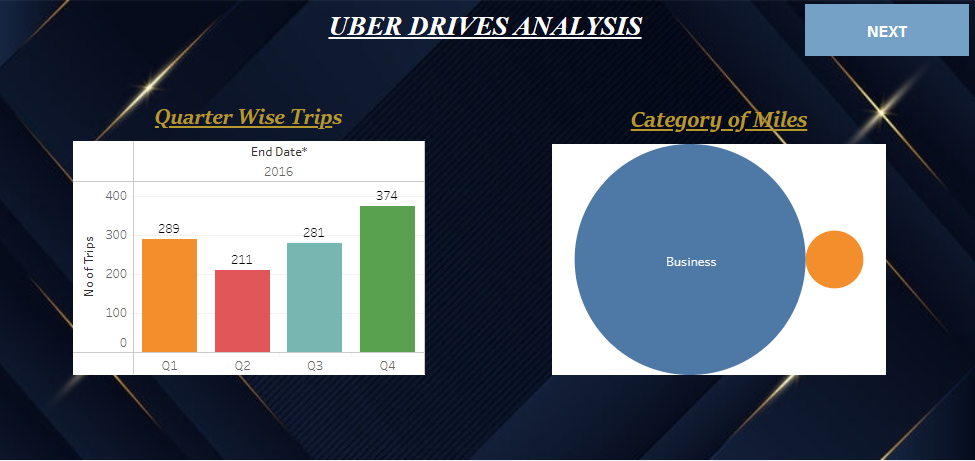 UBER DRIVES ANALYSIS
NEXT
Quarter Wise Trips
End Date*
2016
No of Trips
400
300
200
100
0
289
211
281
374
Q1
Q2
Q3
Q4
Category of Miles
Business